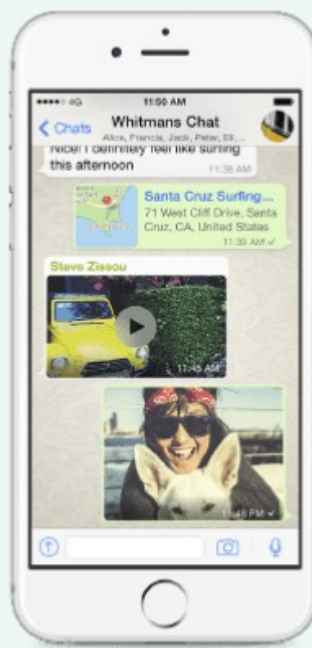 4G 11:50 AM
Chats Whitmans Chat
Alice, Francis, Jack, Peter, Eli,...
Nice! I definitely feel like surfing
this afternoon
11:38 AM
Santa Cruz Surfing...
71 West Cliff Drive, Santa
Cruz, CA, United States
11:39 AM
Steve Zissou
11:45 AM
11:48 PM